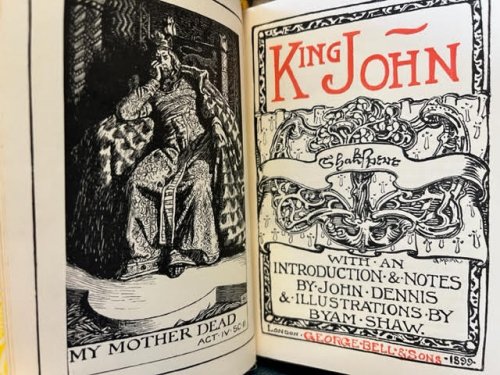 MY MOTHER DEAD
ACT·IV·SC·II
KING JOHN
Shakspere
WITH·AN
INTRODUCTION·&·NOTES
BY·JOHN·DENNIS
&·ILLUSTRATIONS·BY
BYAM·SHAW.
LONDON·GEORGE·BELL·&·SONS·1899·